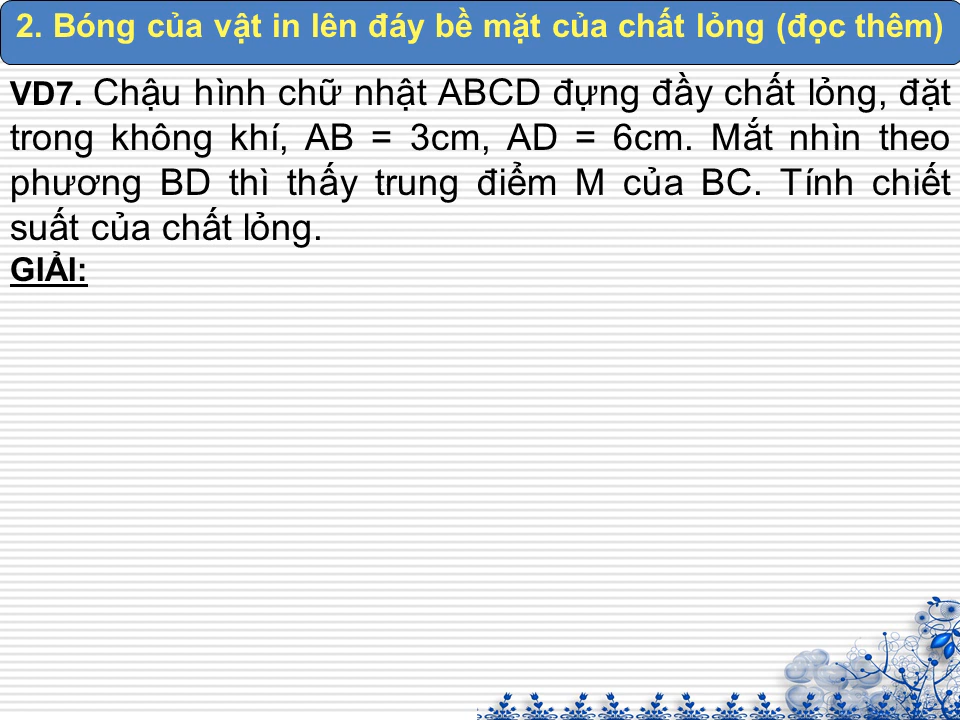 2. Bóng của vật in lên đáy bề mặt của chất lỏng (đọc thêm)
VD7. Chậu hình chữ nhật ABCD đựng đầy chất lỏng, đặt
trong không khí, AB = 3cm, AD = 6cm. Mắt nhìn theo
phương BD thì thấy trung điểm M của BC. Tính chiết
suất của chất lỏng.
GIẢI: